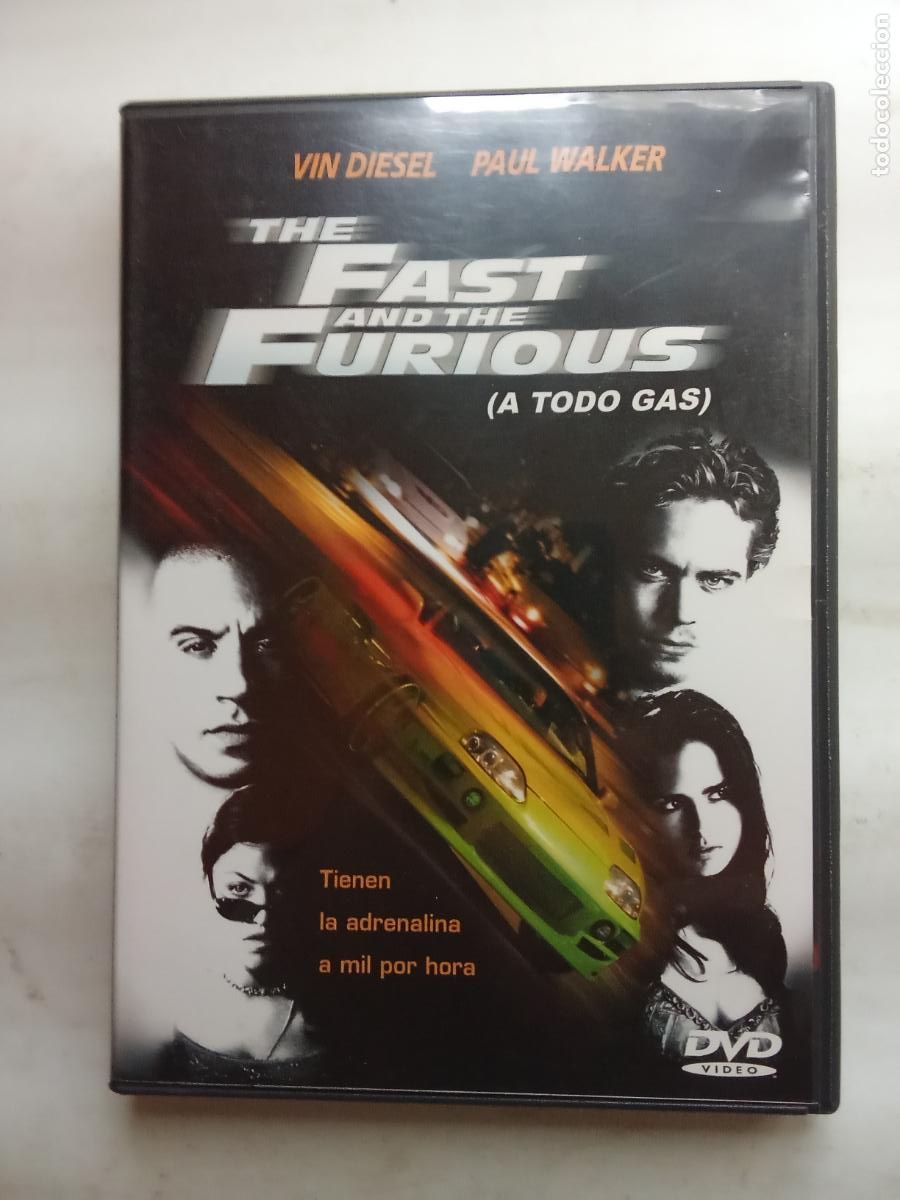 VIN DIESEL PAUL WALKER
THE
FAST
AND THE
FURIOUS
(A TODO GAS)
Tienen
la adrenalina
a mil por hora
DVD
VIDEO
todocoleccion